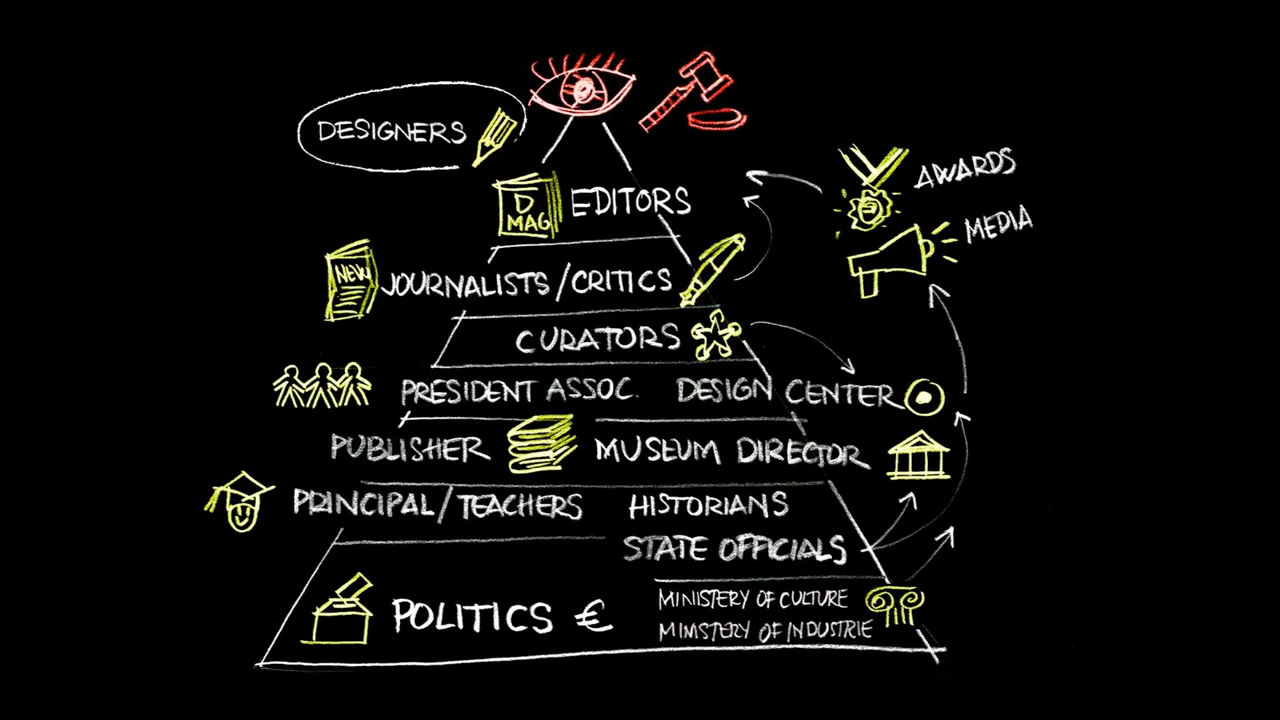 DESIGNERS
AWARDS
D MAG
EDITORS
MEDIA
NEW
JOURNALISTS/CRITICS
CURATORS
PRESIDENT ASSOC. DESIGN CENTER
PUBLISHER MUSEUM DIRECTOR
PRINCIPAL/TEACHERS HISTORIANS
STATE OFFICIALS
POLITICS €
MINISTERY OF CULTURE
MINISTERY OF INDUSTRIE